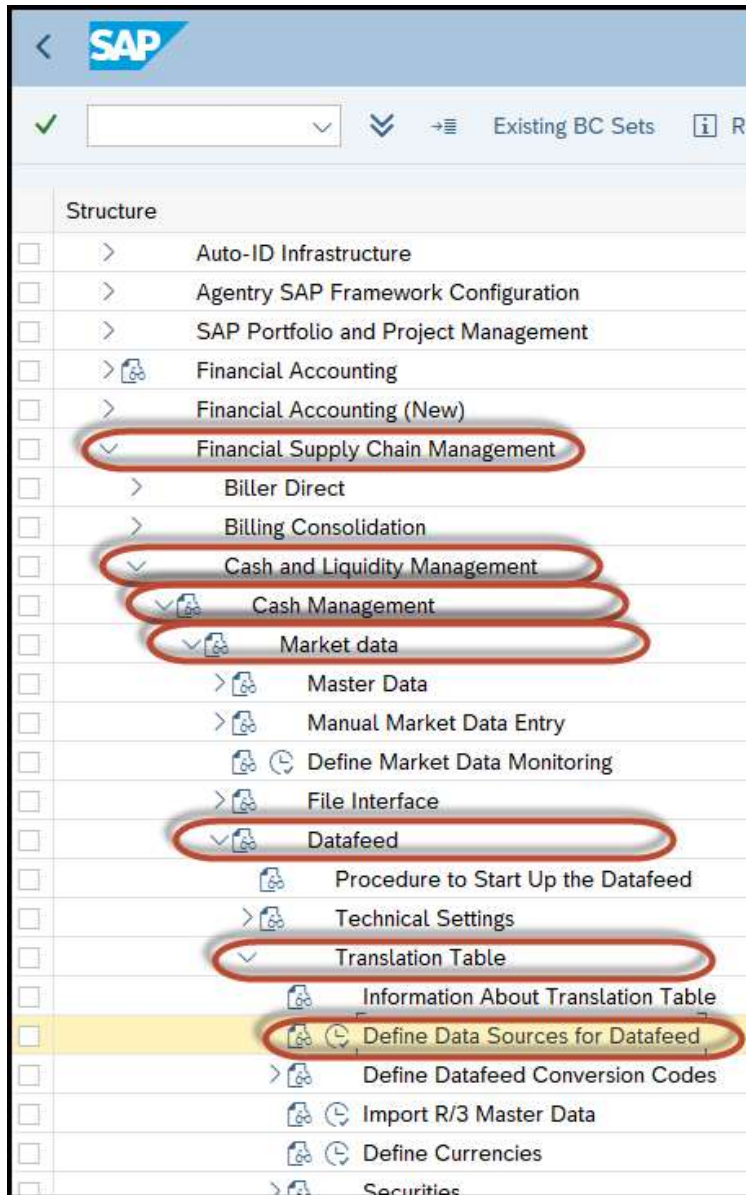 SAP
Existing BC Sets i R
Structure
Auto-ID Infrastructure
Agentry SAP Framework Configuration
SAP Portfolio and Project Management
Financial Accounting
Financial Accounting (New)
Financial Supply Chain Management
Biller Direct
Billing Consolidation
Cash and Liquidity Management
Cash Management
Market data
Master Data
Manual Market Data Entry
Define Market Data Monitoring
File Interface
Datafeed
Procedure to Start Up the Datafeed
Technical Settings
Translation Table
Information About Translation Table
Define Data Sources for Datafeed
Define Datafeed Conversion Codes
Import R/3 Master Data
Define Currencies
Securities